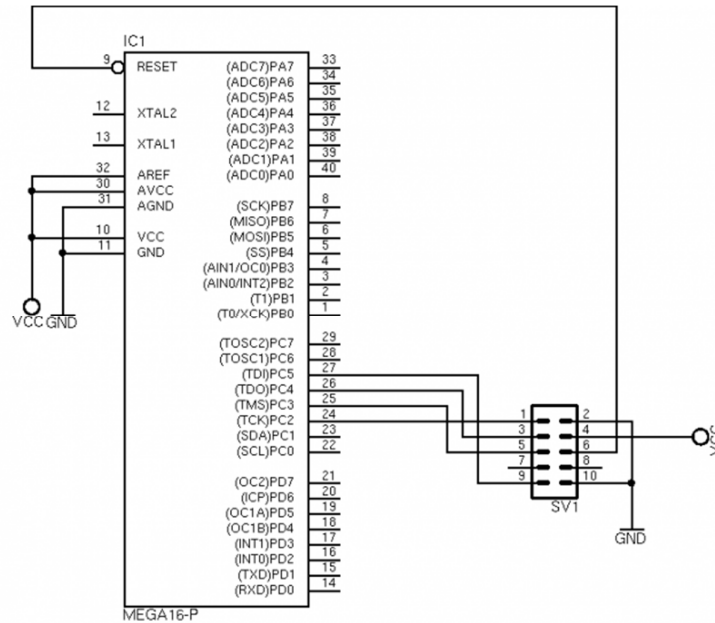 IC1
9 RESET (ADC7)PA7 33
(ADC6)PA6 34
(ADC5)PA5 35
12 XTAL2 (ADC4)PA4 36
(ADC3)PA3 37
13 XTAL1 (ADC2)PA2 38
(ADC1)PA1 39
32 AREF (ADC0)PA0 40
30 AVCC
31 AGND (SCK)PB7 8
(MISO)PB6 7
10 VCC (MOSI)PB5 6
11 GND (SS)PB4 5
(AIN1/OC0)PB3 4
(AIN0/INT2)PB2 3
(T1)PB1 2
VCC GND (T0/XCK)PB0 1
(TOSC2)PC7 29
(TOSC1)PC6 28
(TDI)PC5 27
(TDO)PC4 26
(TMS)PC3 25
(TCK)PC2 24 1 2
(SDA)PC1 23 3 4 VCC
(SCL)PC0 22 5 6
7 8
(OC2)PD7 21 9 10
(ICP)PD6 20
(OC1A)PD5 19 SV1
(OC1B)PD4 18
(INT1)PD3 17 GND
(INT0)PD2 16
(TXD)PD1 15
(RXD)PD0 14
MEGA16-P